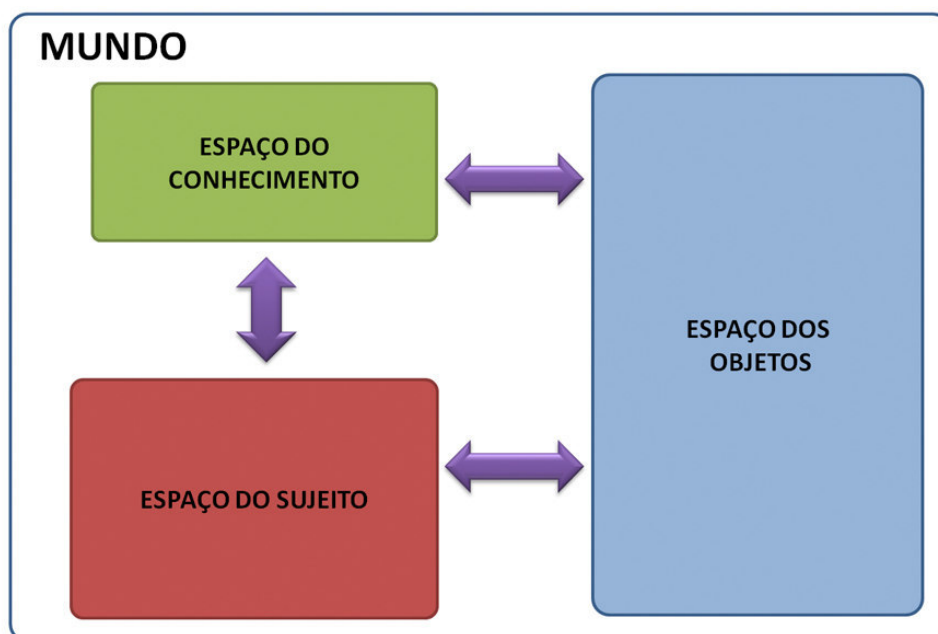 MUNDO
ESPAÇO DO
CONHECIMENTO
ESPAÇO DOS
OBJETOS
ESPAÇO DO SUJEITO